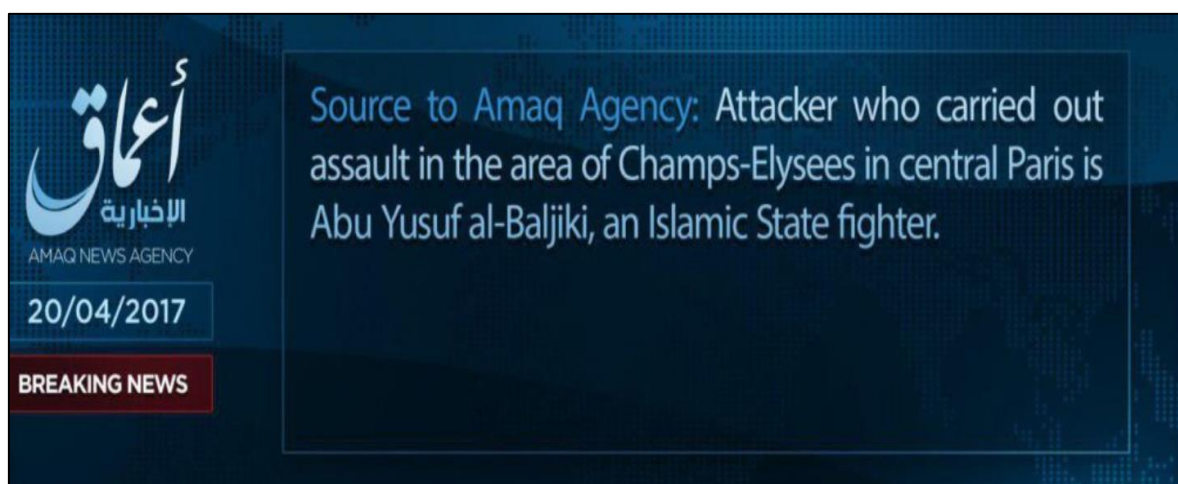 أعماق
الإخبارية
AMAQ NEWS AGENCY
20/04/2017
BREAKING NEWS
Source to Amaq Agency: Attacker who carried out
assault in the area of Champs-Elysees in central Paris is
Abu Yusuf al-Baljiki, an Islamic State fighter.